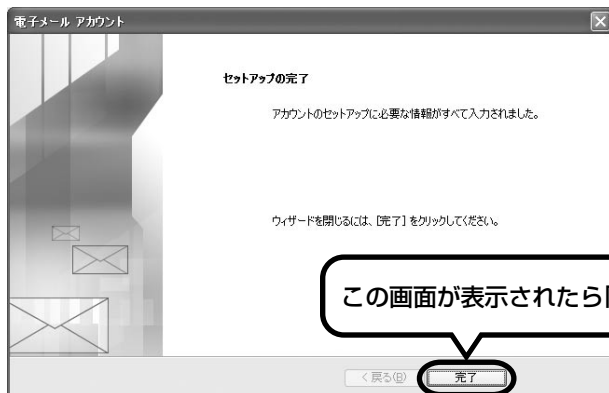 電子メール アカウント
セットアップの完了
アカウントのセットアップに必要な情報がすべて入力されました。
ウィザードを閉じるには、[完了] をクリックしてください。
この画面が表示されたら
< 戻る(B)
完了